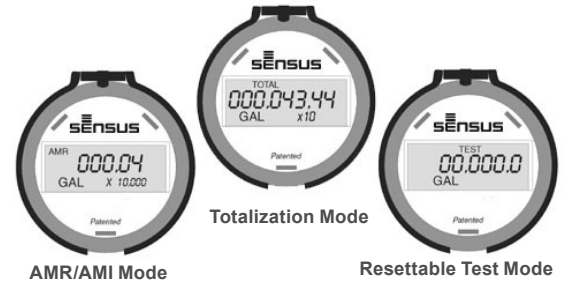 sensus
TOTAL
000,043.44
GAL x10
Patented
Totalization Mode
sensus
AMR
000.04
GAL X 10,000
Patented
AMR/AMI Mode
sensus
TEST
00,000.0
GAL
Patented
Resettable Test Mode